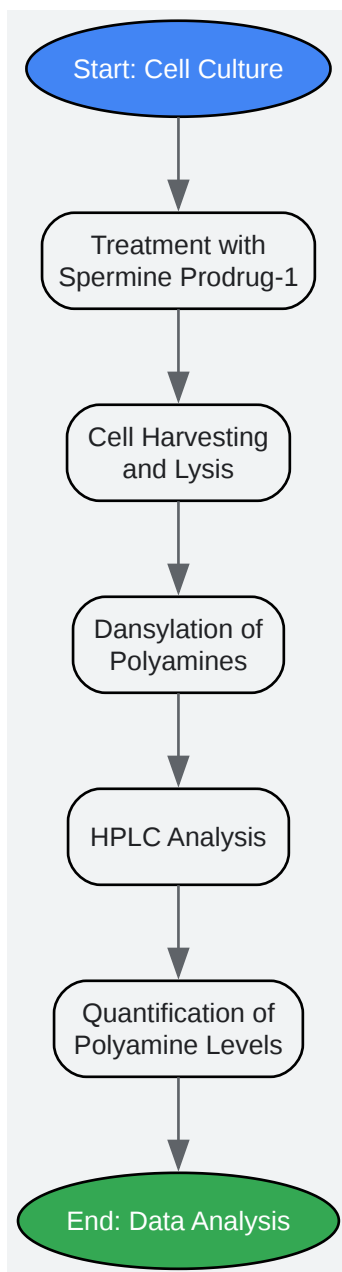 Start: Cell Culture
Treatment with
Spermine Prodrug-1
Cell Harvesting
and Lysis
Dansylation of
Polyamines
HPLC Analysis
Quantification of
Polyamine Levels
End: Data Analysis